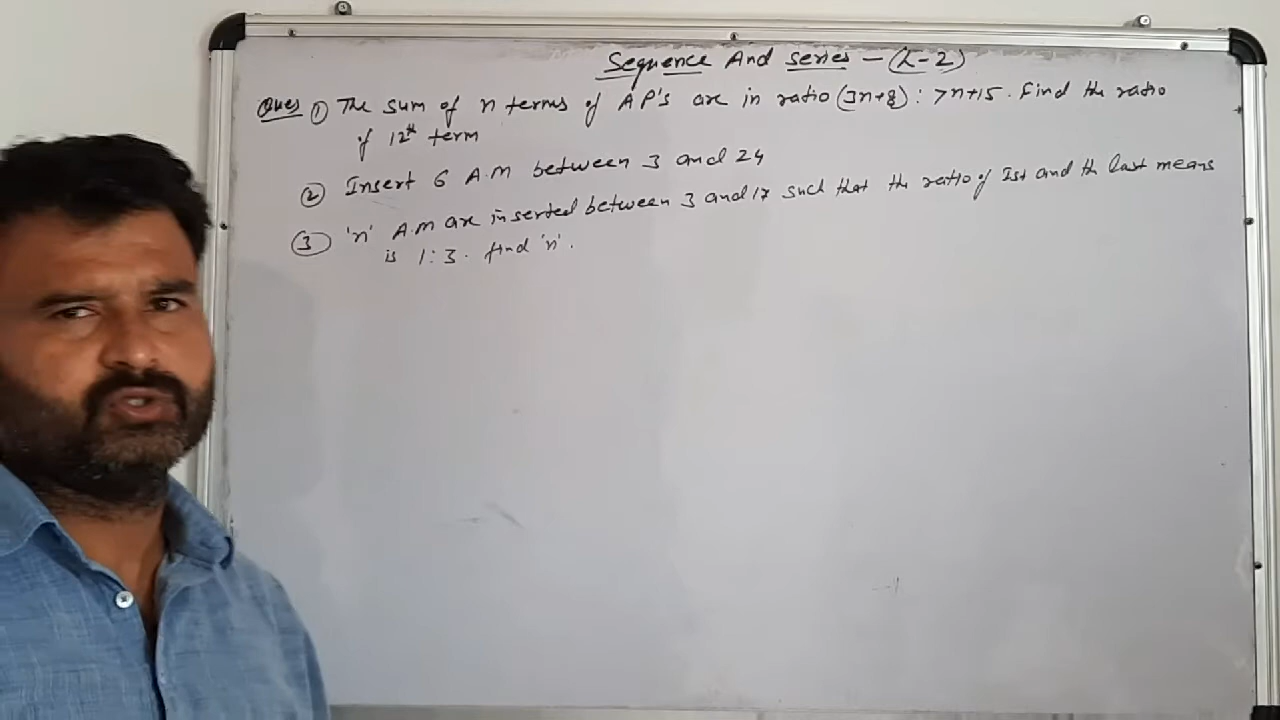 Sequence And series - (L-2)
Ques ① The sum of n terms of A P's are in ratio (3n+8) : 7n+15. Find the ratio
of 12th term
② Insert 6 A.M between 3 and 24
③ 'n' A.M are inserted between 3 and 17 such that the ratio of Ist and the last means
is 1:3. find 'n'.